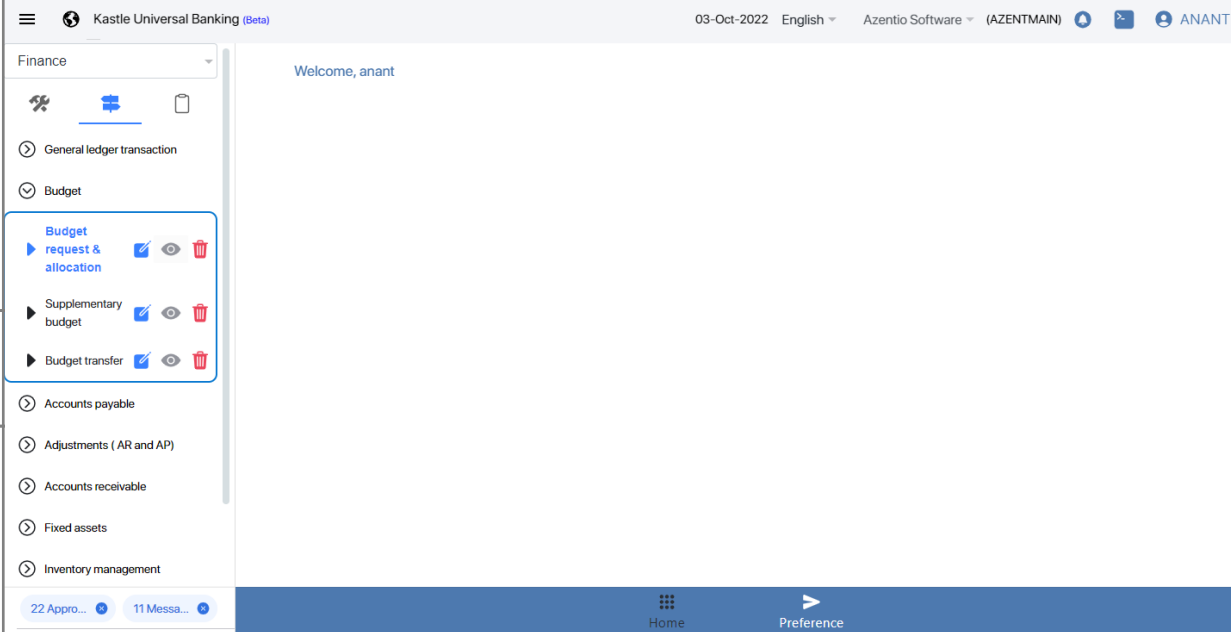 Kastle Universal Banking (Beta)
03-Oct-2022 English Azentio Software (AZENTMAIN) ANANT
Finance
Welcome, anant
General ledger transaction
Budget
Budget
request &
allocation
Supplementary
budget
Budget transfer
Accounts payable
Adjustments ( AR and AP)
Accounts receivable
Fixed assets
Inventory management
22 Appro... 11 Messa...
Home
Preference